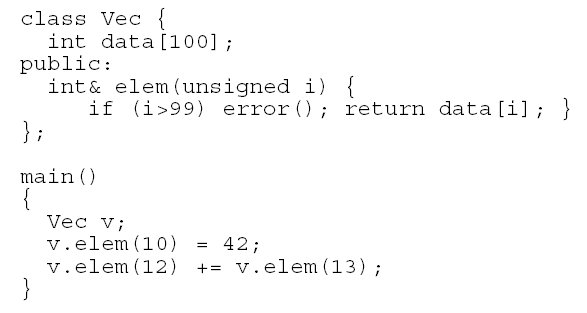 class Vec {
int data[100];
public:
int& elem(unsigned i) {
if (i>99) error(); return data[i]; }
};
main()
{
Vec v;
v.elem(10) = 42;
v.elem(12) += v.elem(13);
}